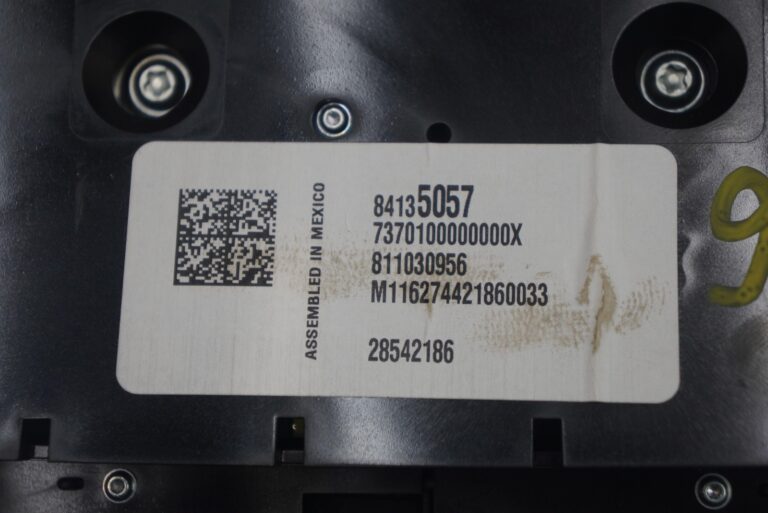 ASSEMBLED IN MEXICO
84135057
7370100000000X
811030956
M116274421860033
28542186
9